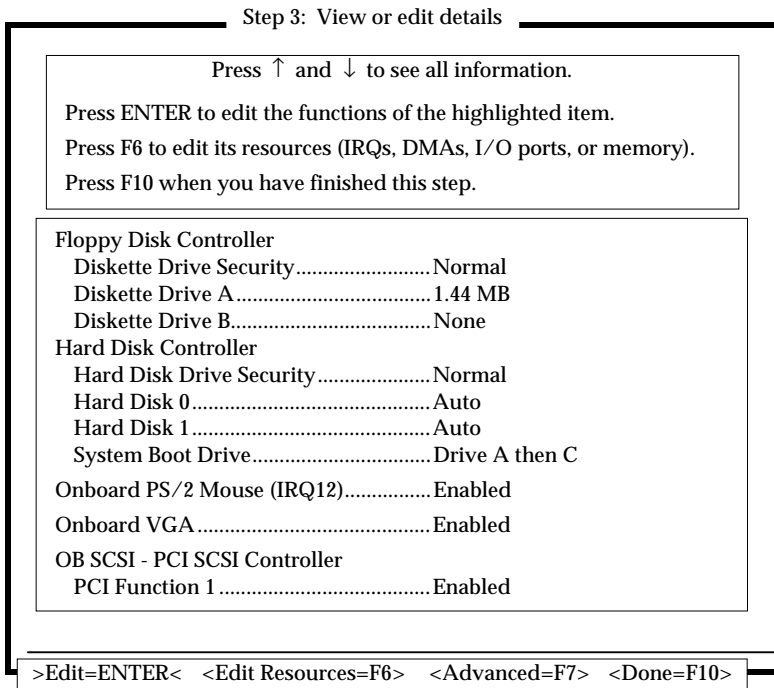 Step 3: View or edit details
Press ↑ and ↓ to see all information.
Press ENTER to edit the functions of the highlighted item.
Press F6 to edit its resources (IRQs, DMAs, I/O ports, or memory).
Press F10 when you have finished this step.
Floppy Disk Controller
Diskette Drive Security..........................Normal
Diskette Drive A......................................1.44 MB
Diskette Drive B.......................................None
Hard Disk Controller
Hard Disk Drive Security......................Normal
Hard Disk 0..............................................Auto
Hard Disk 1..............................................Auto
System Boot Drive..................................Drive A then C
Onboard PS/2 Mouse (IRQ12).................Enabled
Onboard VGA.............................................Enabled
OB SCSI - PCI SCSI Controller
PCI Function 1.........................................Enabled
>Edit=ENTER< <Edit Resources=F6> <Advanced=F7> <Done=F10>